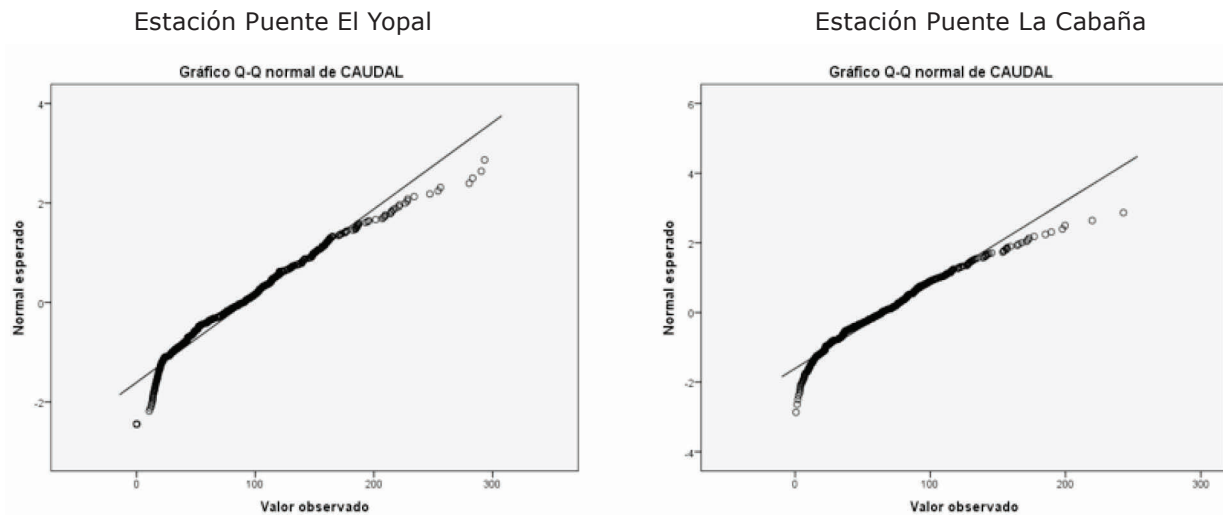 Estación Puente El Yopal
Gráfico Q-Q normal de CAUDAL
Normal esperado
4
2
0
-2
0
100
200
300
Valor observado
Estación Puente La Cabaña
Gráfico Q-Q normal de CAUDAL
Normal esperado
6
4
2
0
-2
-4
0
100
200
300
Valor observado